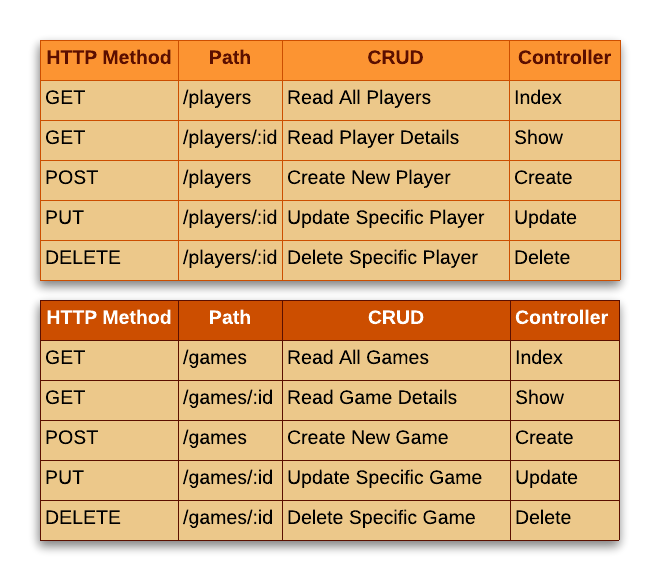 HTTP Method Path CRUD Controller
GET /players Read All Players Index
GET /players/:id Read Player Details Show
POST /players Create New Player Create
PUT /players/:id Update Specific Player Update
DELETE /players/:id Delete Specific Player Delete
HTTP Method Path CRUD Controller
GET /games Read All Games Index
GET /games/:id Read Game Details Show
POST /games Create New Game Create
PUT /games/:id Update Specific Game Update
DELETE /games/:id Delete Specific Game Delete